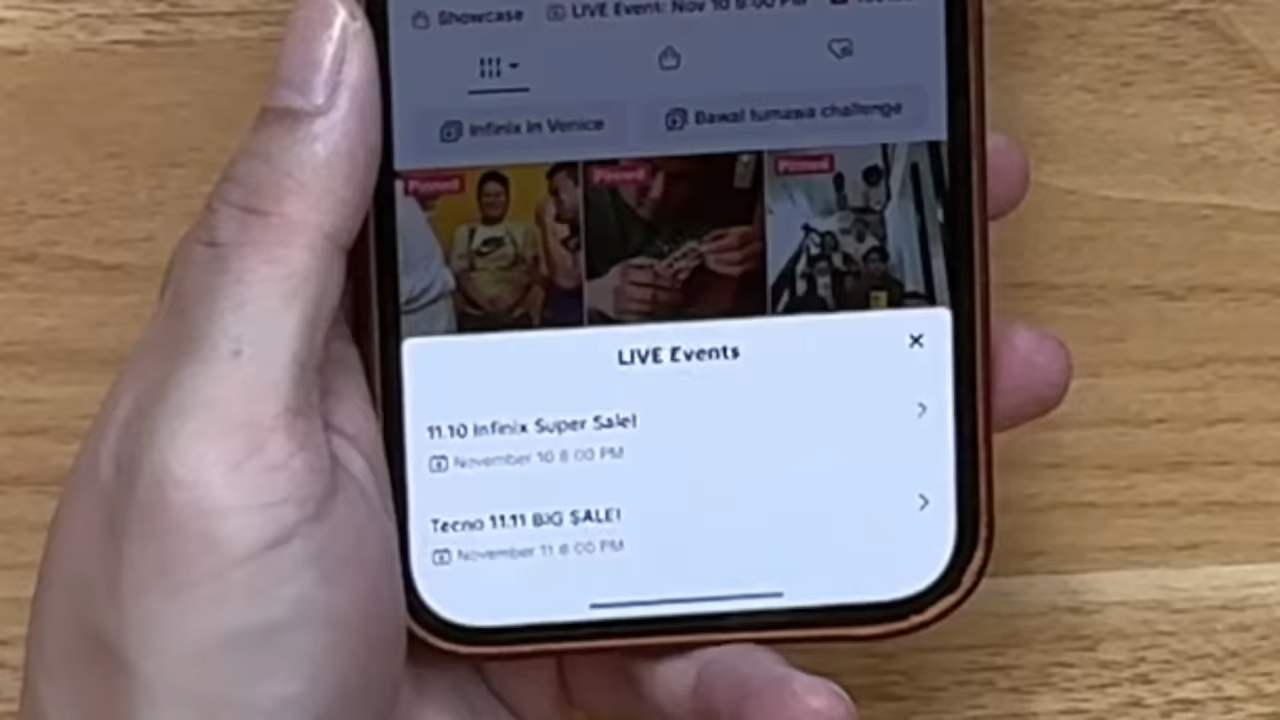 Showcase
LIVE Event: Nov 10 8:00 PM
Infinix in Venice
Bawal tumawa challenge
Pinned
Pinned
Pinned
LIVE Events
11.10 Infinix Super Sale!
November 10 8:00 PM
Tecno 11.11 BIG SALE!
November 11 8:00 PM